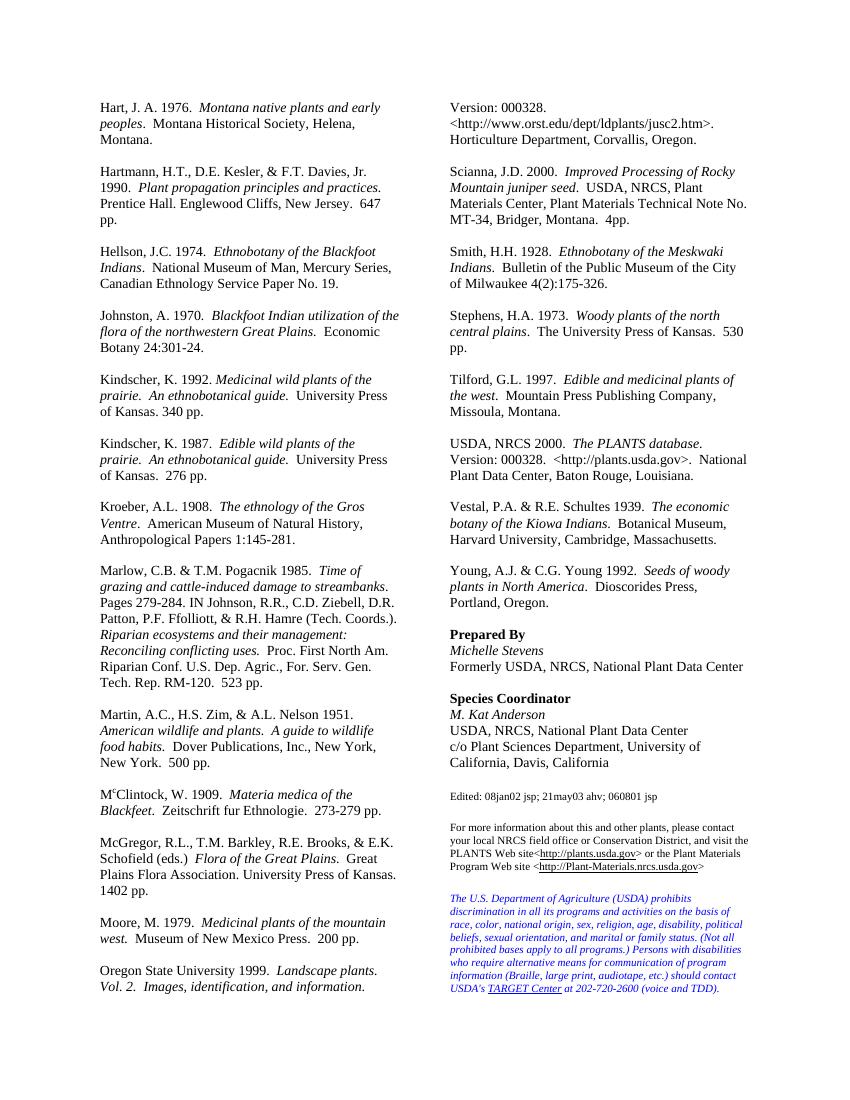 Hart, J. A. 1976.  Montana native plants and early
peoples.  Montana Historical Society, Helena,
Montana.
Hartmann, H.T., D.E. Kesler, & F.T. Davies, Jr.
1990.  Plant propagation principles and practices.
Prentice Hall. Englewood Cliffs, New Jersey.  647
pp.
Hellson, J.C. 1974.  Ethnobotany of the Blackfoot
Indians.  National Museum of Man, Mercury Series,
Canadian Ethnology Service Paper No. 19.
Johnston, A. 1970.  Blackfoot Indian utilization of the
flora of the northwestern Great Plains.  Economic
Botany 24:301-24.
Kindscher, K. 1992. Medicinal wild plants of the
prairie.  An ethnobotanical guide.  University Press
of Kansas. 340 pp.
Kindscher, K. 1987.  Edible wild plants of the
prairie.  An ethnobotanical guide.  University Press
of Kansas.  276 pp.
Kroeber, A.L. 1908.  The ethnology of the Gros
Ventre.  American Museum of Natural History,
Anthropological Papers 1:145-281.
Marlow, C.B. & T.M. Pogacnik 1985.  Time of
grazing and cattle-induced damage to streambanks.
Pages 279-284. IN Johnson, R.R., C.D. Ziebell, D.R.
Patton, P.F. Ffolliott, & R.H. Hamre (Tech. Coords.).
Riparian ecosystems and their management:
Reconciling conflicting uses.  Proc. First North Am.
Riparian Conf. U.S. Dep. Agric., For. Serv. Gen.
Tech. Rep. RM-120.  523 pp.
Martin, A.C., H.S. Zim, & A.L. Nelson 1951.
American wildlife and plants.  A guide to wildlife
food habits.  Dover Publications, Inc., New York,
New York.  500 pp.
McClintock, W. 1909.  Materia medica of the
Blackfeet.  Zeitschrift fur Ethnologie.  273-279 pp.
McGregor, R.L., T.M. Barkley, R.E. Brooks, & E.K.
Schofield (eds.)  Flora of the Great Plains.  Great
Plains Flora Association. University Press of Kansas.
1402 pp.
Moore, M. 1979.  Medicinal plants of the mountain
west.  Museum of New Mexico Press.  200 pp.
Oregon State University 1999.  Landscape plants.
Vol. 2.  Images, identification, and information.
Version: 000328.
<http://www.orst.edu/dept/ldplants/jusc2.htm>.
Horticulture Department, Corvallis, Oregon.
Scianna, J.D. 2000.  Improved Processing of Rocky
Mountain juniper seed.  USDA, NRCS, Plant
Materials Center, Plant Materials Technical Note No.
MT-34, Bridger, Montana.  4pp.
Smith, H.H. 1928.  Ethnobotany of the Meskwaki
Indians.  Bulletin of the Public Museum of the City
of Milwaukee 4(2):175-326.
Stephens, H.A. 1973.  Woody plants of the north
central plains.  The University Press of Kansas.  530
pp.
Tilford, G.L. 1997.  Edible and medicinal plants of
the west.  Mountain Press Publishing Company,
Missoula, Montana.
USDA, NRCS 2000.  The PLANTS database.
Version: 000328.  <http://plants.usda.gov>.  National
Plant Data Center, Baton Rouge, Louisiana.
Vestal, P.A. & R.E. Schultes 1939.  The economic
botany of the Kiowa Indians.  Botanical Museum,
Harvard University, Cambridge, Massachusetts.
Young, A.J. & C.G. Young 1992.  Seeds of woody
plants in North America.  Dioscorides Press,
Portland, Oregon.
Prepared By
Michelle Stevens
Formerly USDA, NRCS, National Plant Data Center
Species Coordinator
M. Kat Anderson
USDA, NRCS, National Plant Data Center
c/o Plant Sciences Department, University of
California, Davis, California
Edited: 08jan02 jsp; 21may03 ahv; 060801 jsp
For more information about this and other plants, please contact
your local NRCS field office or Conservation District, and visit the
PLANTS Web site<http://plants.usda.gov> or the Plant Materials
Program Web site <http://Plant-Materials.nrcs.usda.gov>
The U.S. Department of Agriculture (USDA) prohibits
discrimination in all its programs and activities on the basis of
race, color, national origin, sex, religion, age, disability, political
beliefs, sexual orientation, and marital or family status. (Not all
prohibited bases apply to all programs.) Persons with disabilities
who require alternative means for communication of program
information (Braille, large print, audiotape, etc.) should contact
USDA's TARGET Center at 202-720-2600 (voice and TDD).